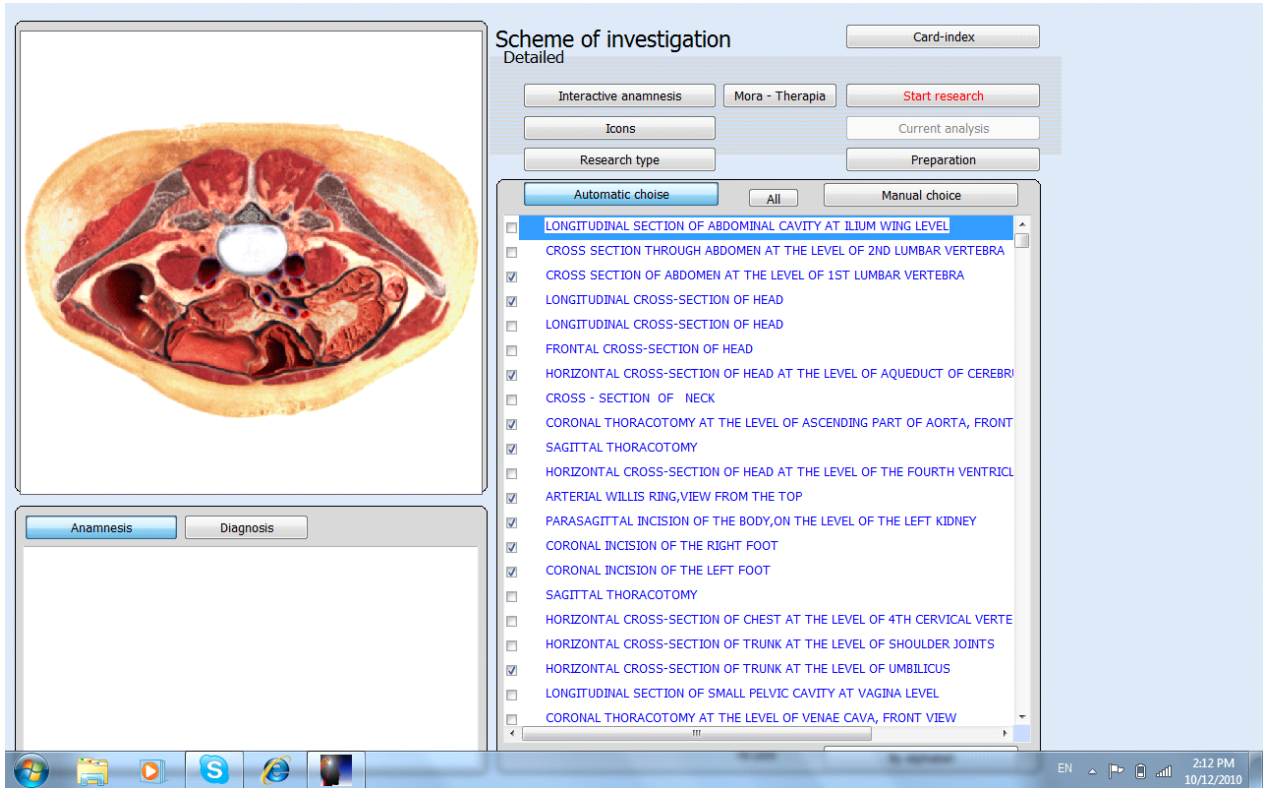 Scheme of investigation
Card-index
Detailed
Interactive anamnesis
Mora - Therapia
Start research
Icons
Current analysis
Research type
Preparation
Automatic choise
All
Manual choice
LONGITUDINAL SECTION OF ABDOMINAL CAVITY AT ILIUM WING LEVEL
CROSS SECTION THROUGH ABDOMEN AT THE LEVEL OF 2ND LUMBAR VERTEBRA
CROSS SECTION OF ABDOMEN AT THE LEVEL OF 1ST LUMBAR VERTEBRA
LONGITUDINAL CROSS-SECTION OF HEAD
LONGITUDINAL CROSS-SECTION OF HEAD
FRONTAL CROSS-SECTION OF HEAD
HORIZONTAL CROSS-SECTION OF HEAD AT THE LEVEL OF AQUEDUCT OF CEREBR
CROSS - SECTION OF NECK
CORONAL THORACOTOMY AT THE LEVEL OF ASCENDING PART OF AORTA, FRONT
SAGITTAL THORACOTOMY
HORIZONTAL CROSS-SECTION OF HEAD AT THE LEVEL OF THE FOURTH VENTRICL
ARTERIAL WILLIS RING,VIEW FROM THE TOP
PARASAGITTAL INCISION OF THE BODY,ON THE LEVEL OF THE LEFT KIDNEY
CORONAL INCISION OF THE RIGHT FOOT
CORONAL INCISION OF THE LEFT FOOT
SAGITTAL THORACOTOMY
HORIZONTAL CROSS-SECTION OF CHEST AT THE LEVEL OF 4TH CERVICAL VERTE
HORIZONTAL CROSS-SECTION OF TRUNK AT THE LEVEL OF SHOULDER JOINTS
HORIZONTAL CROSS-SECTION OF TRUNK AT THE LEVEL OF UMBILICUS
LONGITUDINAL SECTION OF SMALL PELVIC CAVITY AT VAGINA LEVEL
CORONAL THORACOTOMY AT THE LEVEL OF VENAE CAVA, FRONT VIEW
Anamnesis
Diagnosis
EN
2:12 PM
10/12/2010